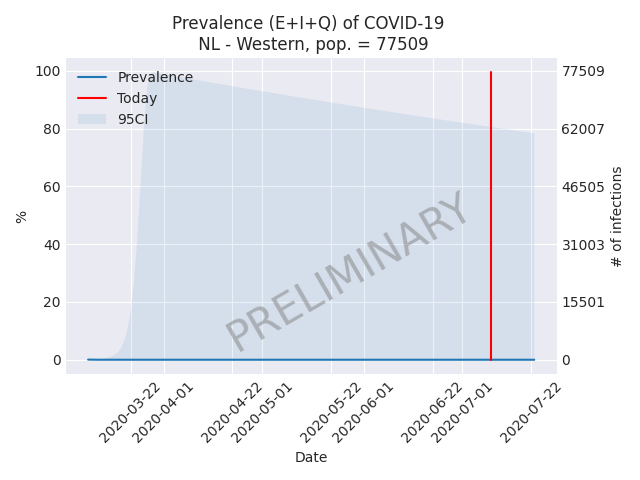 Prevalence (E+I+Q) of COVID-19
NL - Western, pop. = 77509
Prevalence
Today
95CI
100
80
60
40
20
0
%
77509
62007
46505
31003
15501
0
# of infections
PRELIMINARY
2020-03-22
2020-04-01
2020-04-22
2020-05-01
2020-05-22
2020-06-01
2020-06-22
2020-07-01
2020-07-22
Date